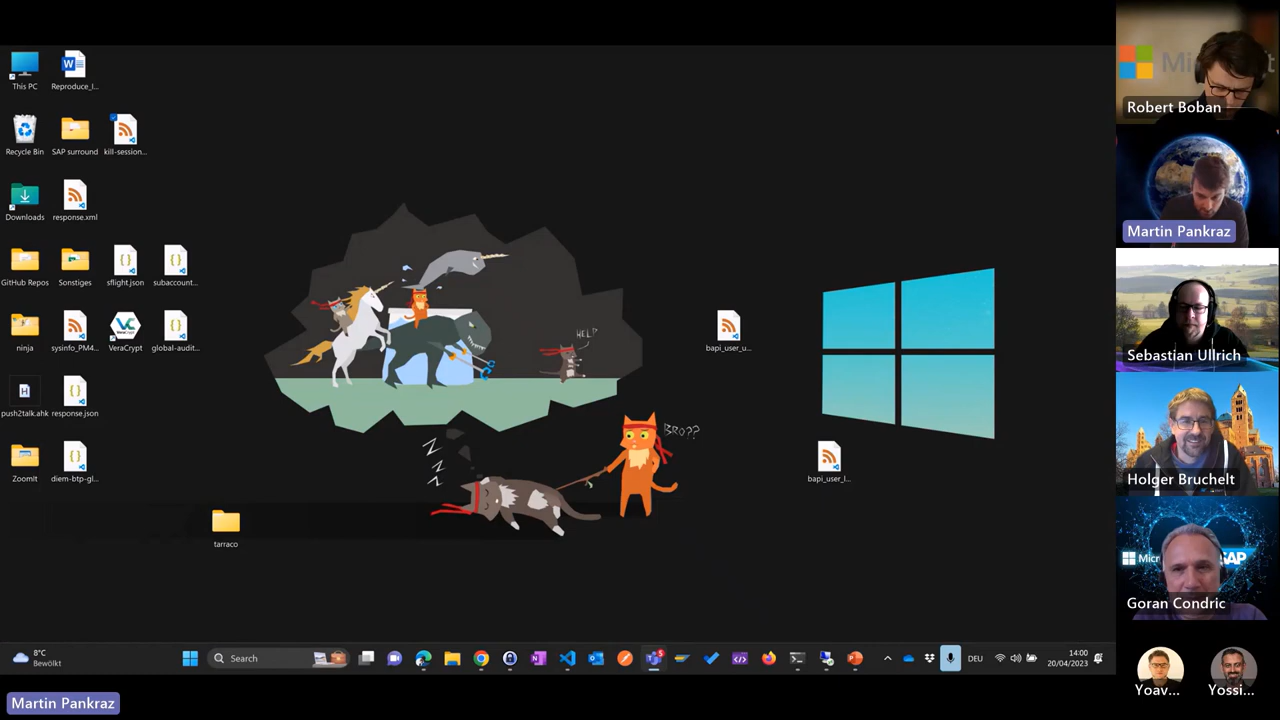 This PC
Reproduce_I...
Recycle Bin
SAP surround
kill-session...
Downloads
response.xml
GitHub Repos
Sonstiges
sflight.json
subaccount...
ninja
sysinfo_PM4...
VeraCrypt
global-audit...
push2talk.ahk
response.json
ZoomIt
diem-btp-gl...
tarraco
HELP
BRO??
Z
Z
Z
bapi_user_u...
bapi_user_l...
8°C
Bewölkt
Search
DEU
14:00
20/04/2023
Martin Pankraz
Robert Boban
Martin Pankraz
Sebastian Ullrich
Holger Bruchelt
Micr
SAP
Goran Condric
Yoav...
Yossi...